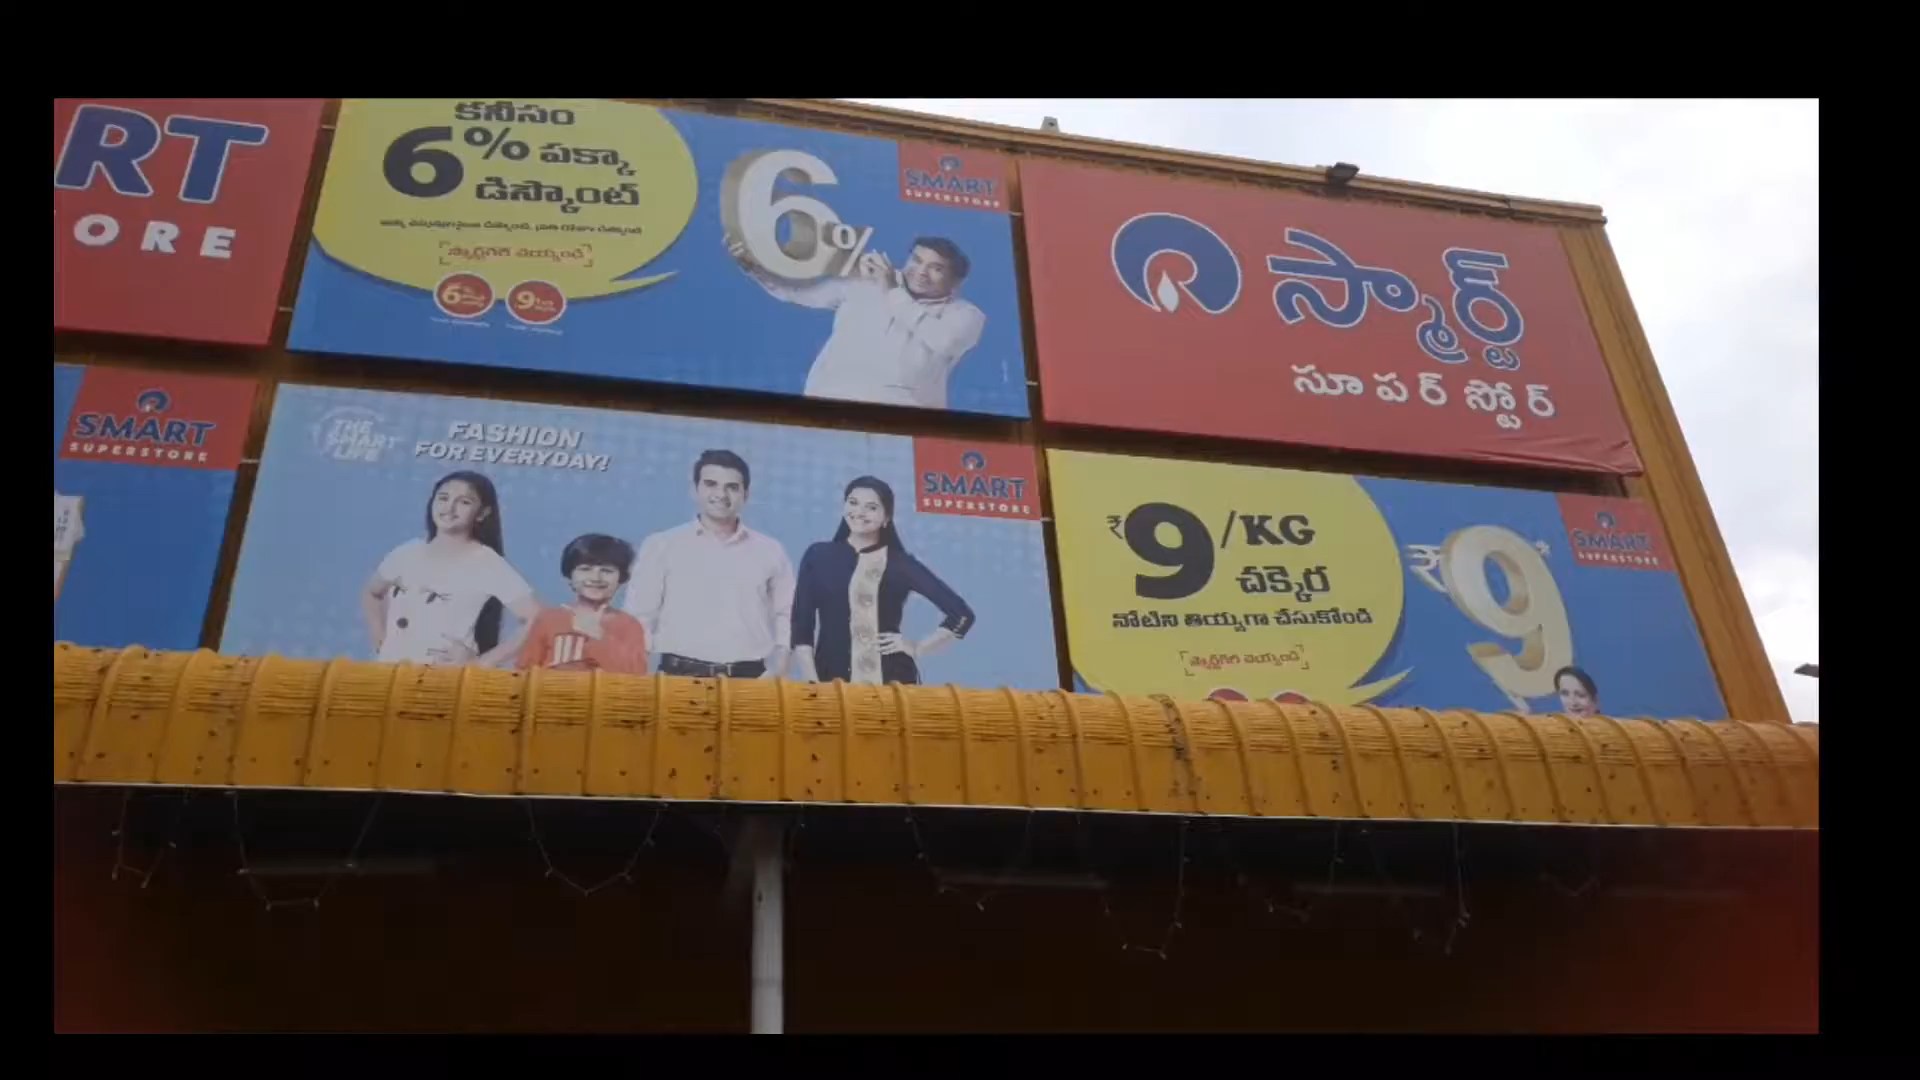 RT
ORE
కనీసం
6% పక్కా
డిస్కౌంట్
6%
SMART
SUPERSTORE
స్మార్ట్
సూపర్ స్టోర్
SMART
SUPERSTORE
THE
SMART
LIFE
FASHION
FOR EVERYDAY!
SMART
SUPERSTORE
₹9/KG
చక్కెర
నోటిని తియ్యగా చేసుకోండి
₹9*
SMART
SUPERSTORE